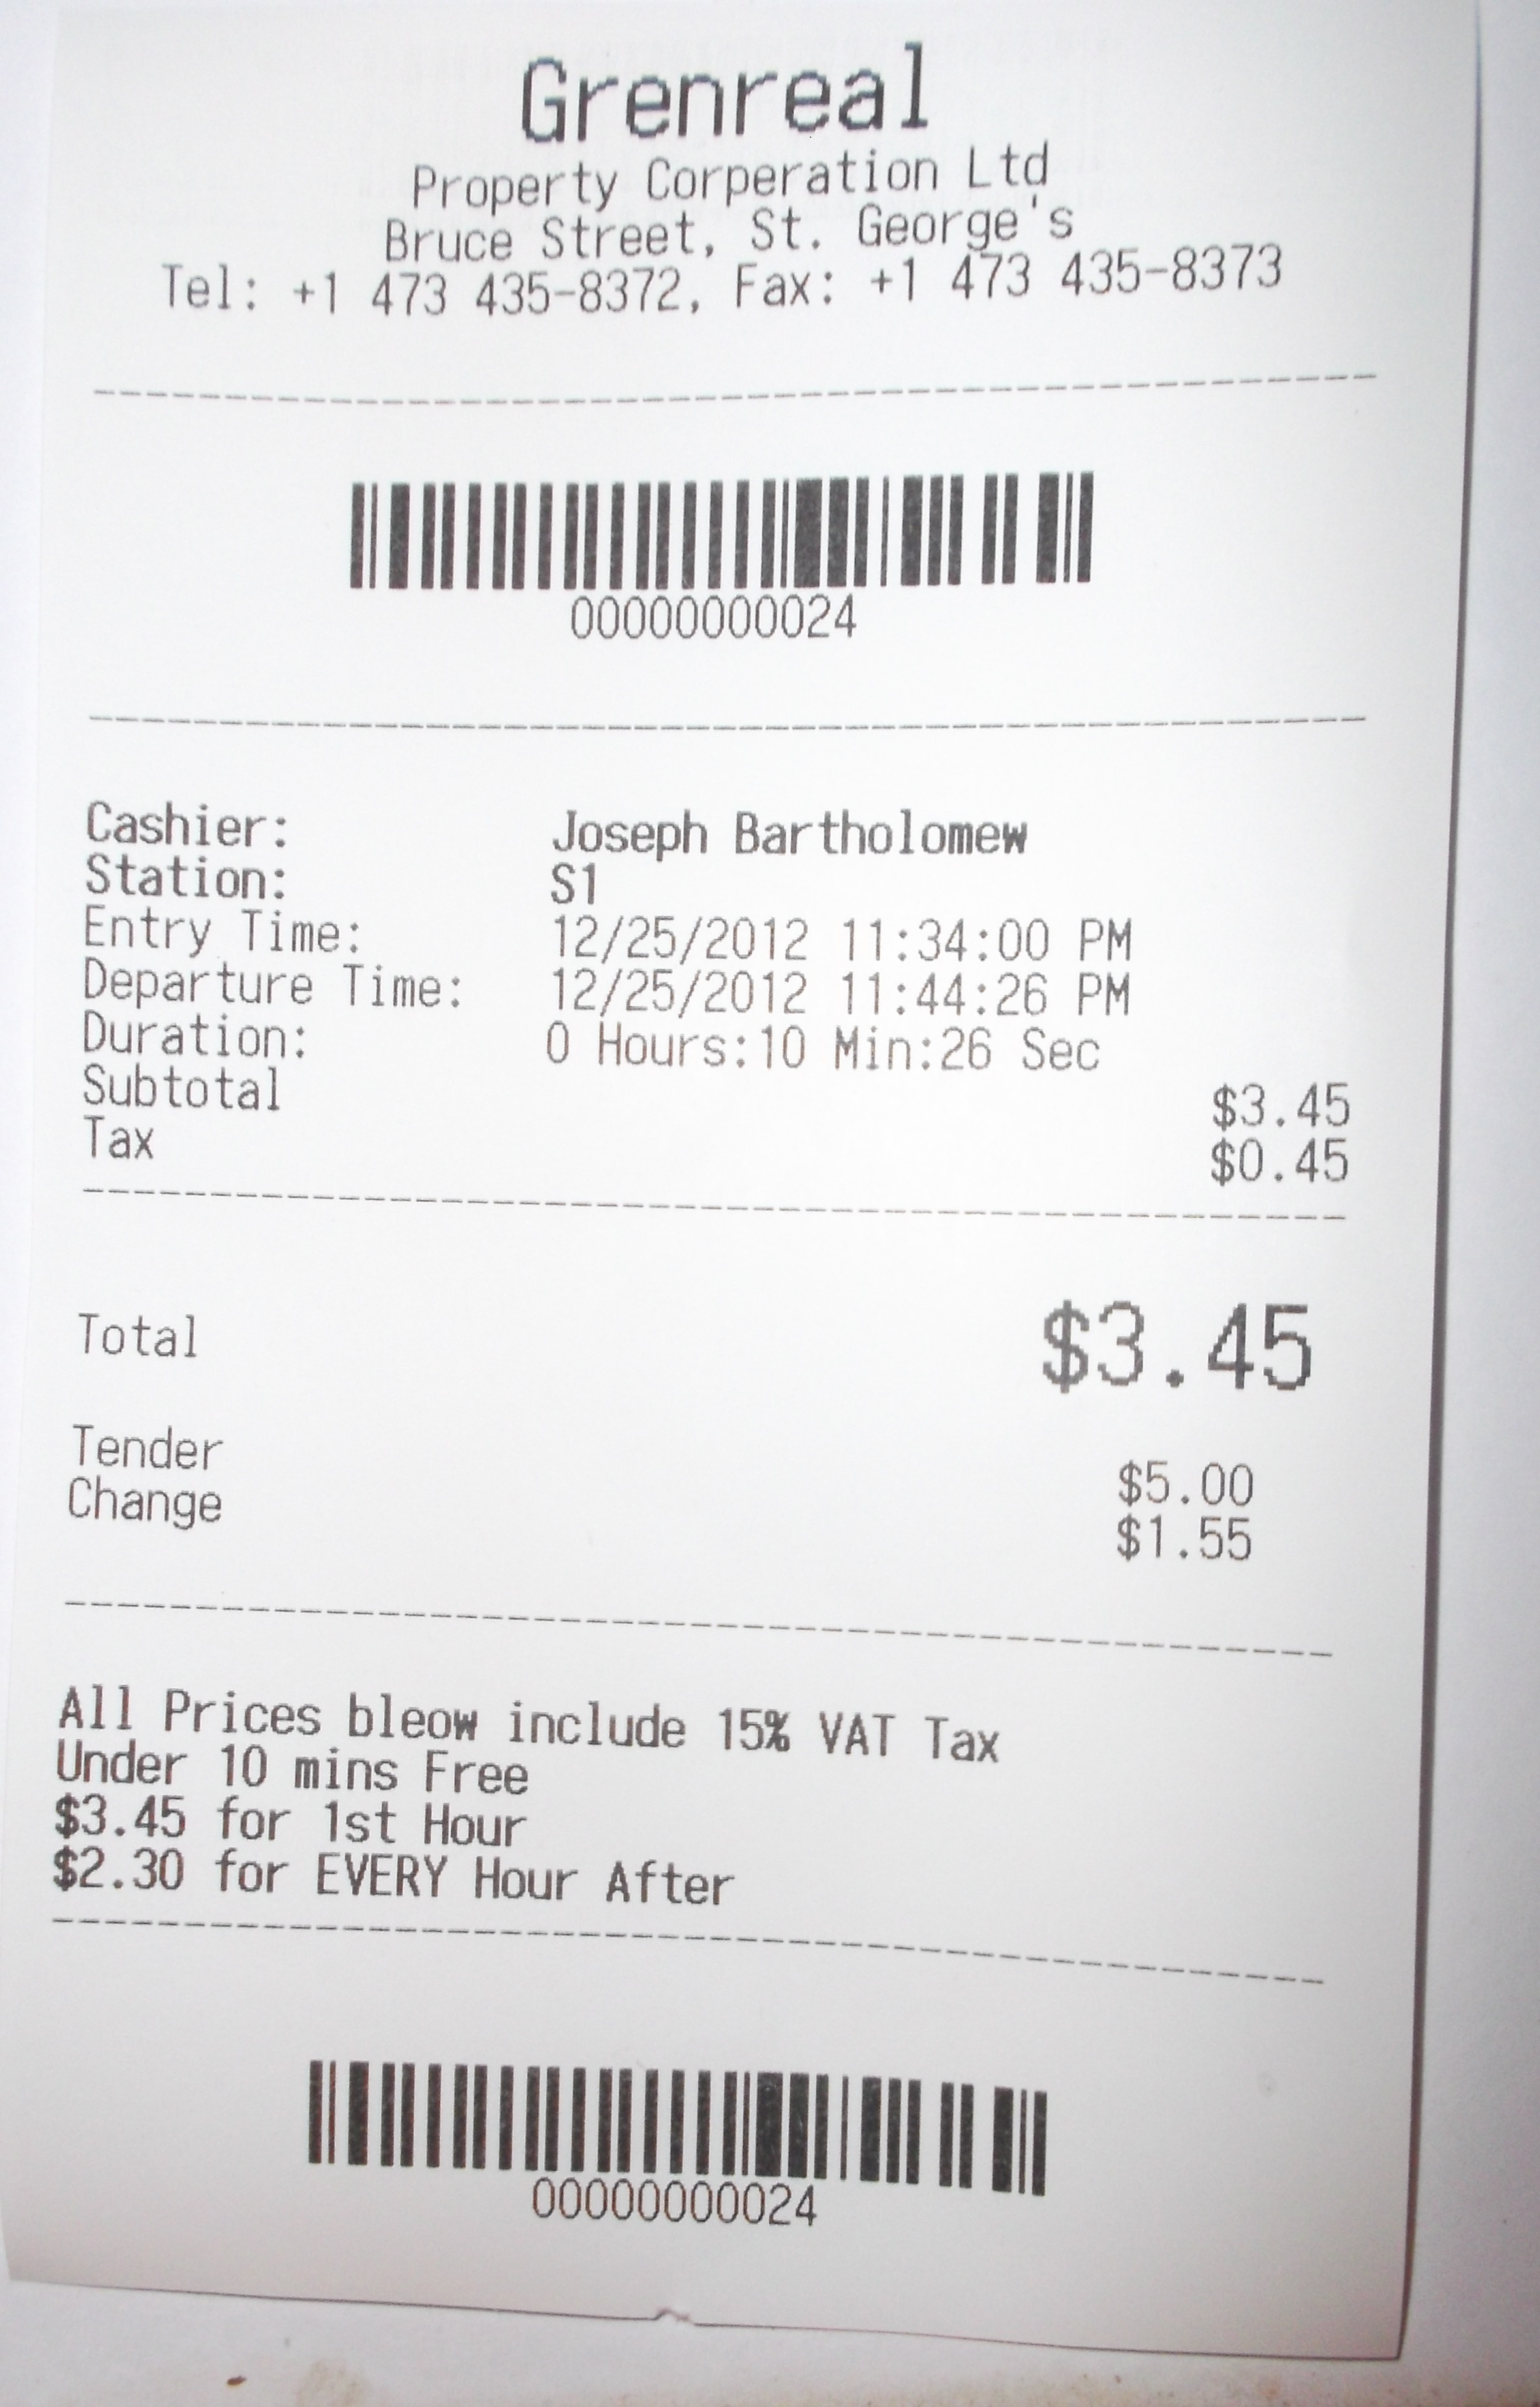 Grenreal
Property Corperation Ltd
Bruce Street, St. George's
Tel: +1 473 435-8372, Fax: +1 473 435-8373
00000000024
Cashier: Joseph Bartholomew
Station: S1
Entry Time: 12/25/2012 11:34:00 PM
Departure Time: 12/25/2012 11:44:26 PM
Duration: 0 Hours:10 Min:26 Sec
Subtotal $3.45
Tax $0.45
Total $3.45
Tender $5.00
Change $1.55
All Prices bleow include 15% VAT Tax
Under 10 mins Free
$3.45 for 1st Hour
$2.30 for EVERY Hour After
00000000024